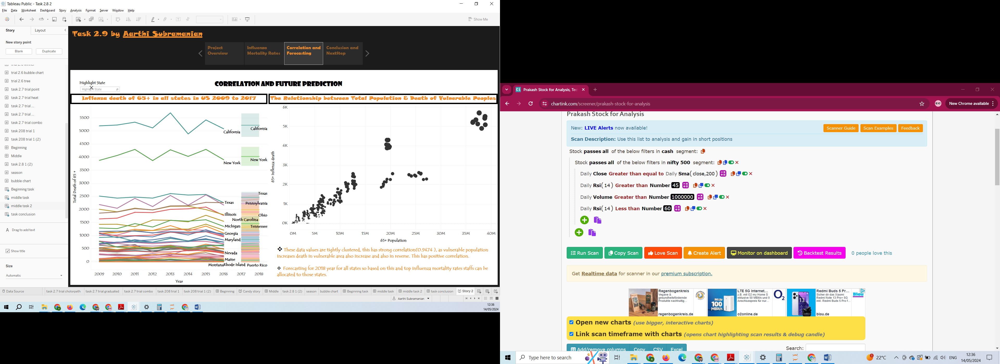 Tableau Public - Task 2.8 2
File Data Worksheet Dashboard Story Analysis Format Server Window Help
Show Me
Story Layout
New story point
Blank Duplicate
trial 2.6 bubble chart
trial 2.6 tree
task 2.7 trial point
task 2.7 trial heat
task 2.7 trial ...
task 2.7 trial ...
task 2.7 trial combo
task 208 trial 1
task 208 trial 1 (2)
Beginning
Middle
task 2.8 1 (2)
season
bubble chart
Beginning task
middle task
middle task 2
task conclusion
A Drag to add text
Show title
Size
Automatic
Task 2.9 by Aarthi Subramanian
Project Overview
Influenza Mortality Rates
Correlation and Forecasting
Conclusion and NextStep
Highlight State
Highlight State
CORRELATION AND FUTURE PREDICTION
Inflenza death of 65+ in all states in US 2009 to 2017
The Relationship between Total Population & Death of Vulnerable Peoples
Total Death of 65 +
5500
5000
4500
4000
3500
3000
2500
2000
1500
1000
500
0
California
California
New York
New York
Texas
Texas
Pennsylvania
Illinois
Ohio
North Carolina
Michigan
Tennessee
Georgia
Maryland
Nevada
Maine
Montana Rhode Island Puerto Rico
2009 2010 2011 2012 2013 2014 2015 2016 2017 2018
Year
65+ Inflenza death
6K
5K
4K
3K
2K
1K
0K
0M 5M 10M 15M 20M 25M 30M 35M 40M
65+ Population
❖ These data values are tightly clustered, this has strong correlation(0.9474 ), as vulnerable population
increases death in vulnerable area also increase and also in reverse. This has positive correlation.
❖ Forecasting for 2018 year for all states so based on this and top influenza mortality rates staffs can be
allocated to those states.
Data Source task 2.7 trial cholorpeth task 2.7 trial graduated task 2.7 trial combo task 208 trial 1 task 208 trial 1 (2) Beginning Candy story Middle task 2.8 1 (2) season bubble chart Beginning task middle task middle task 2 task conclusion Story 2
Aarthi Subramanian
12:36
14/05/2024
Ci Prakash Stock for Analysis, Tec
chartink.com/screener/prakash-stock-for-analysis
New Chrome available
Prakash Stock for Analysis
New: LIVE Alerts now available!
Scanner Guide Scan Examples Feedback
Scan Description: Use this list to analysis and gain in short positions
Stock passes all of the below filters in cash segment:
Stock passes all of the below filters in nifty 500 segment:
Daily Close Greater than equal to Daily Sma( close,200 )
Daily Rsi( 14 ) Greater than Number 45
Daily Volume Greater than Number 1000000
Daily Rsi( 14 ) Less than Number 60
Run Scan Copy Scan Love Scan Create Alert Monitor on dashboard Backtest Results 0 people love this
Get Realtime data for scanner in our premium subscription.
Regenbogenkreis
Vegane &
gesundheitsfördernde
Produkte nachhaltig...
regenbogenkreis.de
BIS ZU
100
MBit/s
LTE 5G Internet...
z.B. mit O2 my Home S
inklusive 50 MBit/s und 0
Anschlusspreis für nur...
o2online.de
O2
13
Redmi Buds 5 Pr...
Sicher dir das Xiaomi
Redmi Note 13 Pro+ 5G
inkl. Redmi Buds 5 Pro f...
blau.de
Blau
Open new charts (use bigger, interactive charts)
Link scan timeframe with charts (opens chart highlighting scan results & debug candle)
Add/remove columns Copy CSV Excel
Search:
Type here to search
22°C
ENG
12:36
14/05/2024